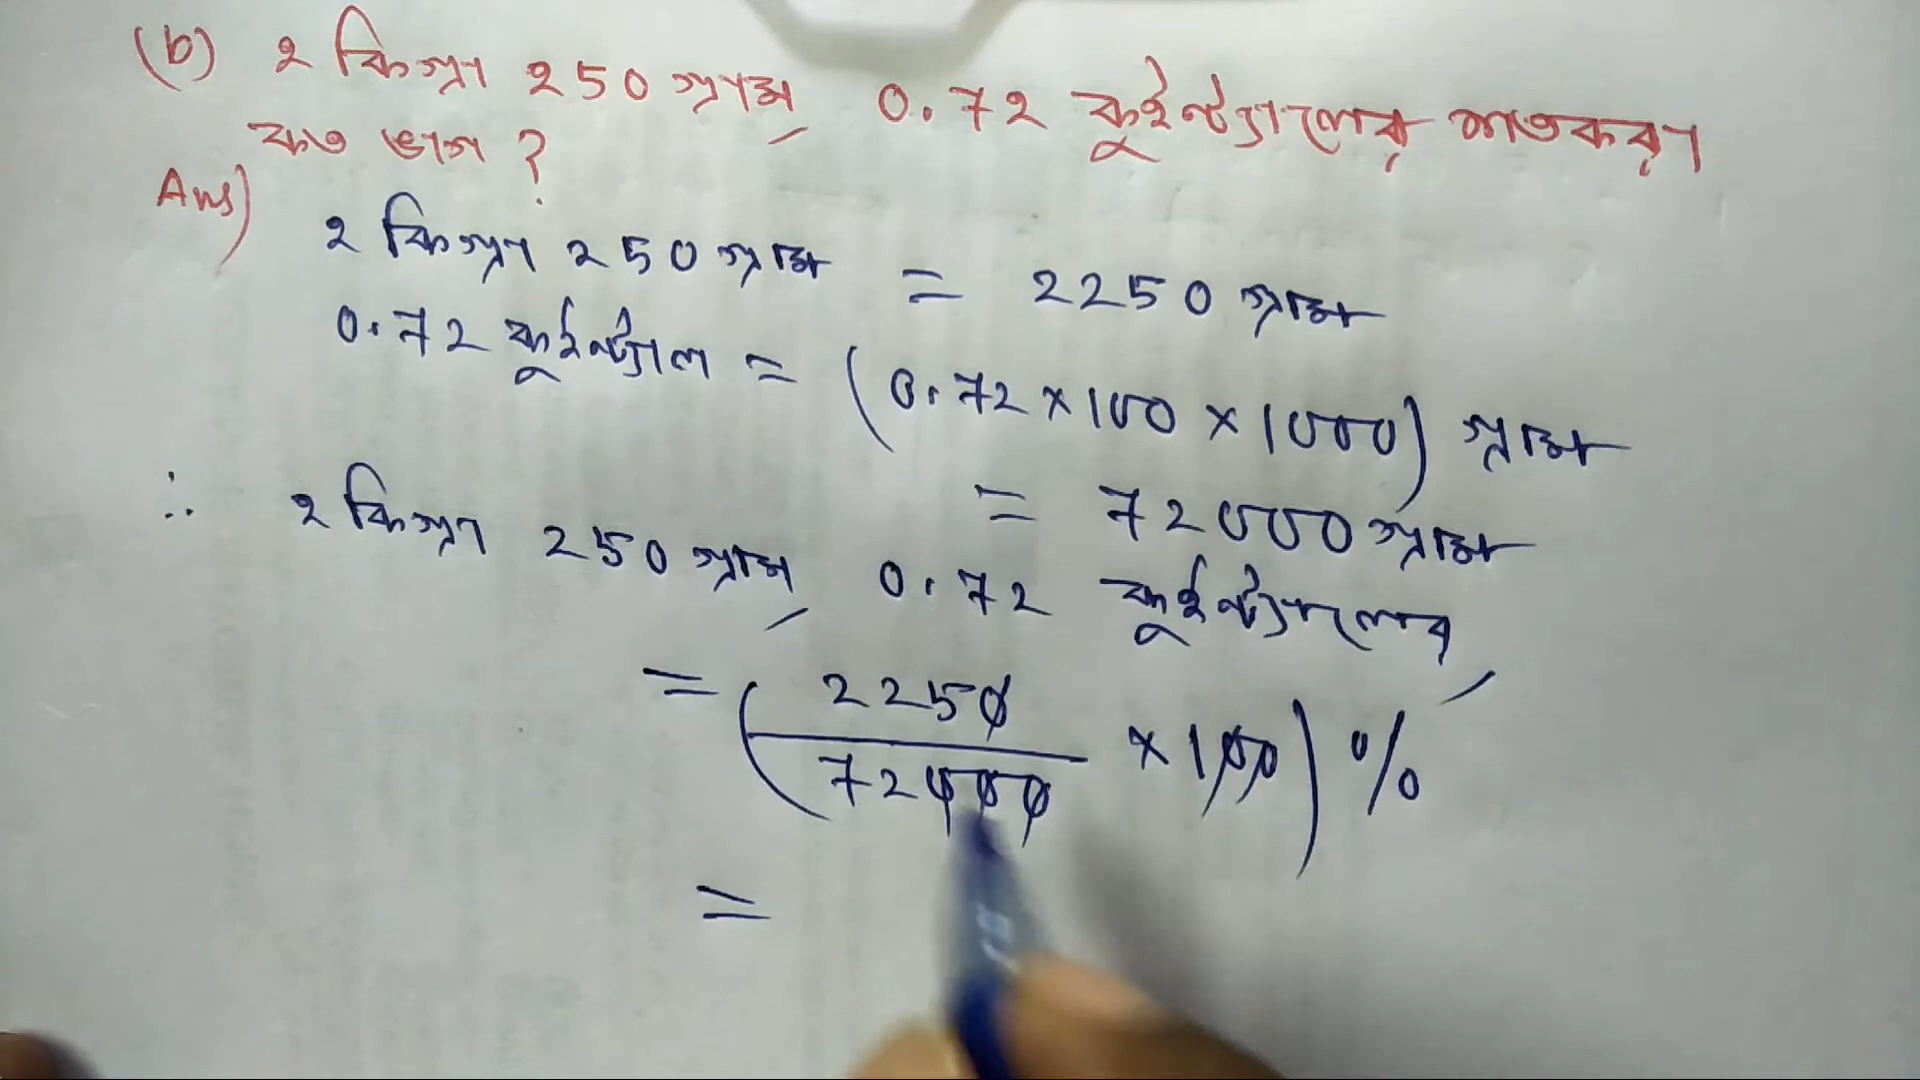 (b) 2 কিগ্রা 250 গ্রাম, 0.72 কুইন্ট্যালের শতকরা
কত ভাগ ?
Ans) 2 কিগ্রা 250 গ্রাম = 2250 গ্রাম
0.72 কুইন্ট্যাল = (0.72 × 100 × 1000) গ্রাম
= 72000 গ্রাম
∴ 2 কিগ্রা 250 গ্রাম, 0.72 কুইন্ট্যালের,
= (2250/72000 × 100) %
=